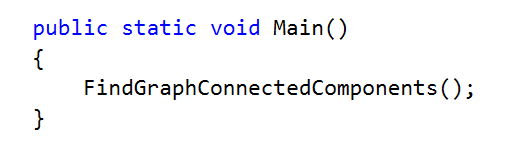 public static void Main()
{
    FindGraphConnectedComponents();
}